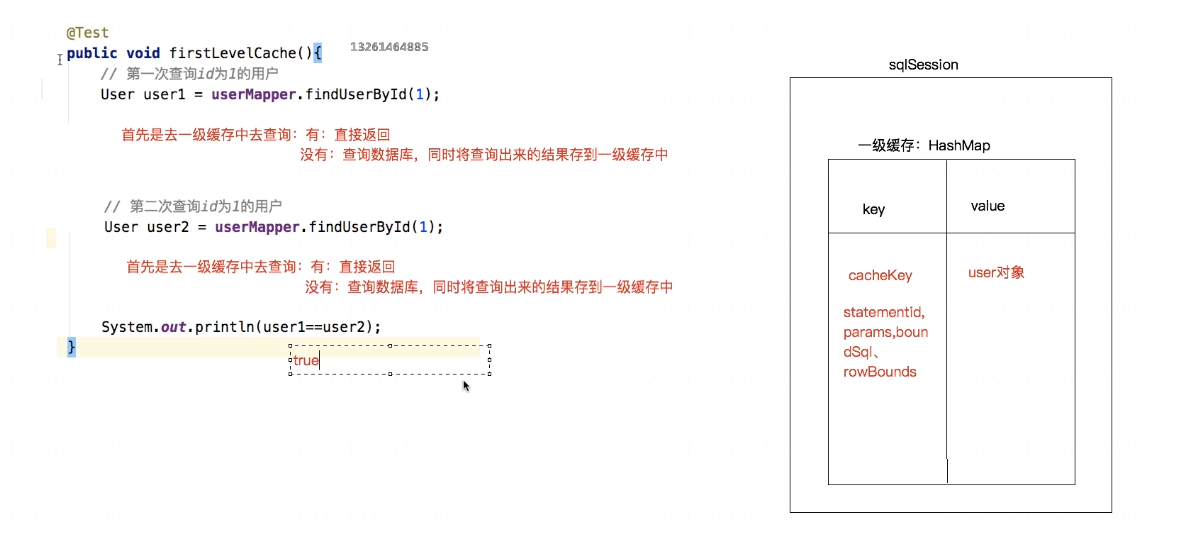 @Test
public void firstLevelCache(){
13261464885
// 第一次查询id为1的用户
User user1 = userMapper.findUserById(1);
首先是去一级缓存中去查询：有：直接返回
没有：查询数据库，同时将查询出来的结果存到一级缓存中
// 第二次查询id为1的用户
User user2 = userMapper.findUserById(1);
首先是去一级缓存中去查询：有：直接返回
没有：查询数据库，同时将查询出来的结果存到一级缓存中
System.out.println(user1==user2);
}
true
sqlSession
一级缓存：HashMap
key
value
cacheKey
user对象
statementid,
params,boun
dSql、
rowBounds